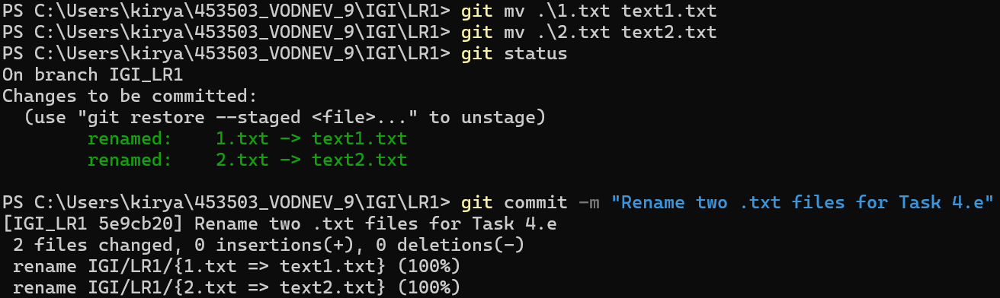 PS C:\Users\kirya\453503_VODNEV_9\IGI\LR1> git mv .\1.txt text1.txt
PS C:\Users\kirya\453503_VODNEV_9\IGI\LR1> git mv .\2.txt text2.txt
PS C:\Users\kirya\453503_VODNEV_9\IGI\LR1> git status
On branch IGI_LR1
Changes to be committed:
  (use "git restore --staged <file>..." to unstage)
        renamed:    1.txt -> text1.txt
        renamed:    2.txt -> text2.txt
PS C:\Users\kirya\453503_VODNEV_9\IGI\LR1> git commit -m "Rename two .txt files for Task 4.e"
[IGI_LR1 5e9cb20] Rename two .txt files for Task 4.e
 2 files changed, 0 insertions(+), 0 deletions(-)
 rename IGI/LR1/{1.txt => text1.txt} (100%)
 rename IGI/LR1/{2.txt => text2.txt} (100%)